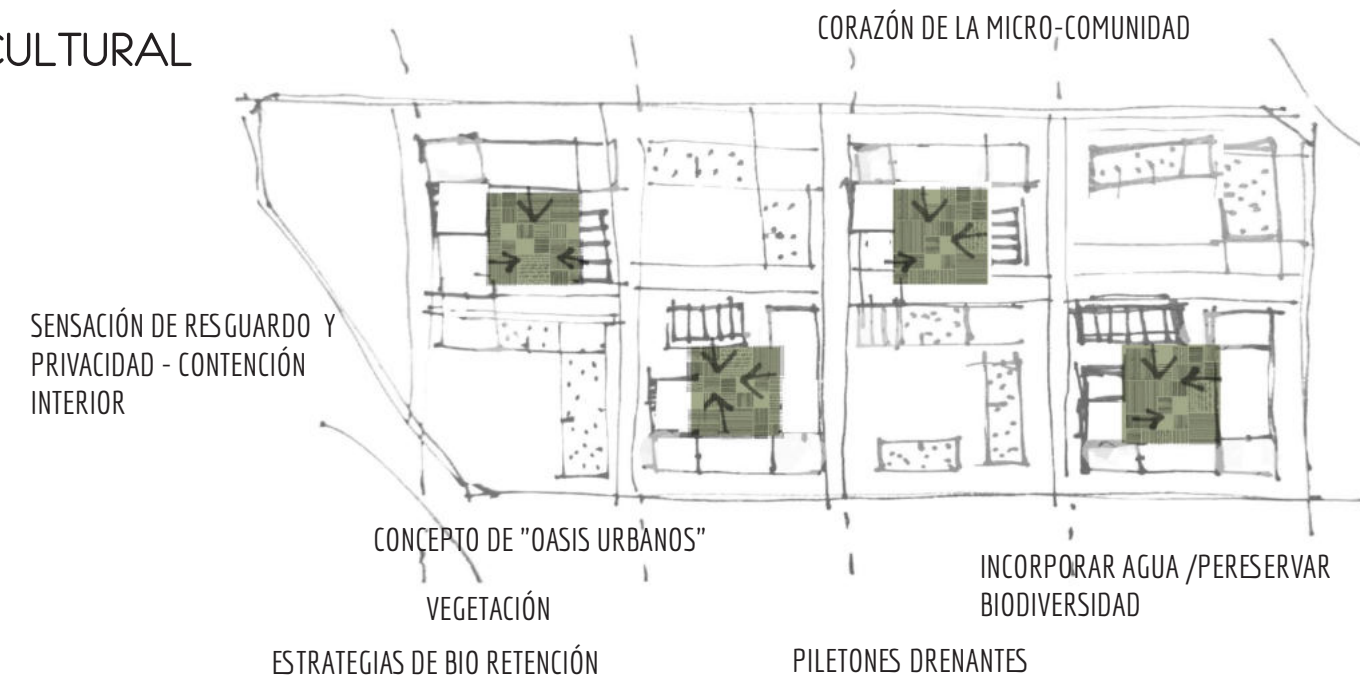 CORAZÓN DE LA MICRO-COMUNIDAD
CULTURAL
SENSACIÓN DE RESGUARDO Y
PRIVACIDAD - CONTENCIÓN
INTERIOR
CONCEPTO DE "OASIS URBANOS"
INCORPORAR AGUA /PERESERVAR
BIODIVERSIDAD
VEGETACIÓN
ESTRATEGIAS DE BIO RETENCIÓN
PILETONES DRENANTES